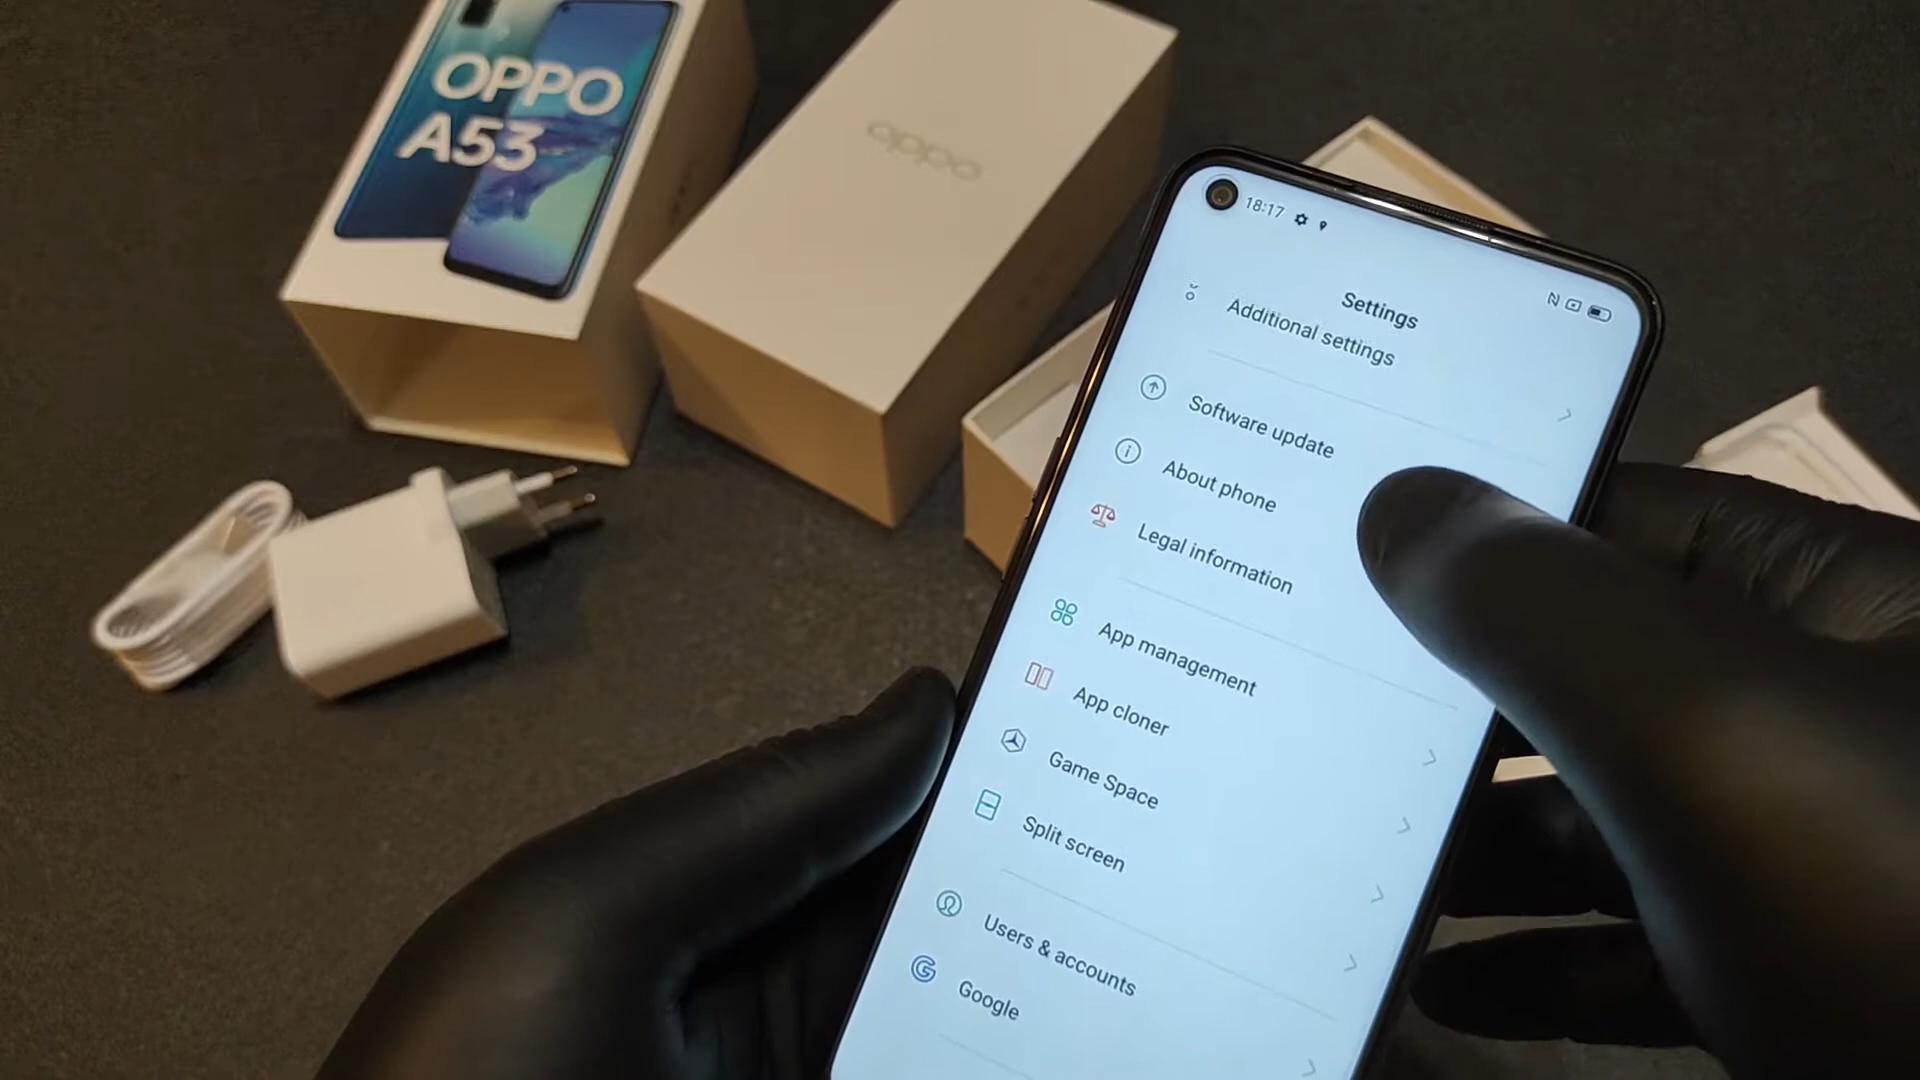 OPPO
A53
oppo
18:17
Settings
Additional settings
Software update
About phone
Legal information
App management
App cloner
Game Space
Split screen
Users & accounts
Google